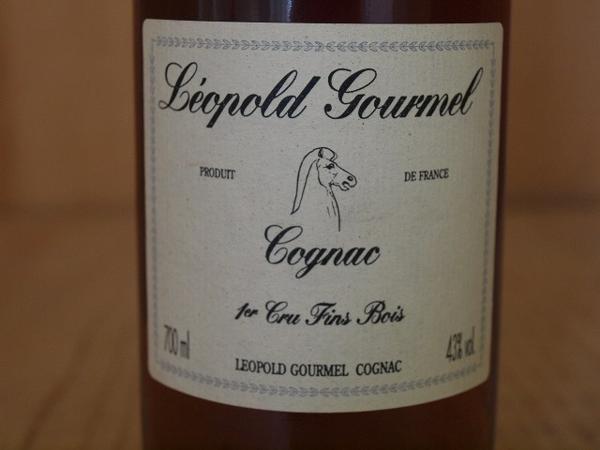 Léopold Gourmel
PRODUIT DE FRANCE
Cognac
1er Cru Fins Bois
700 ml 43% vol.
LEOPOLD GOURMEL COGNAC